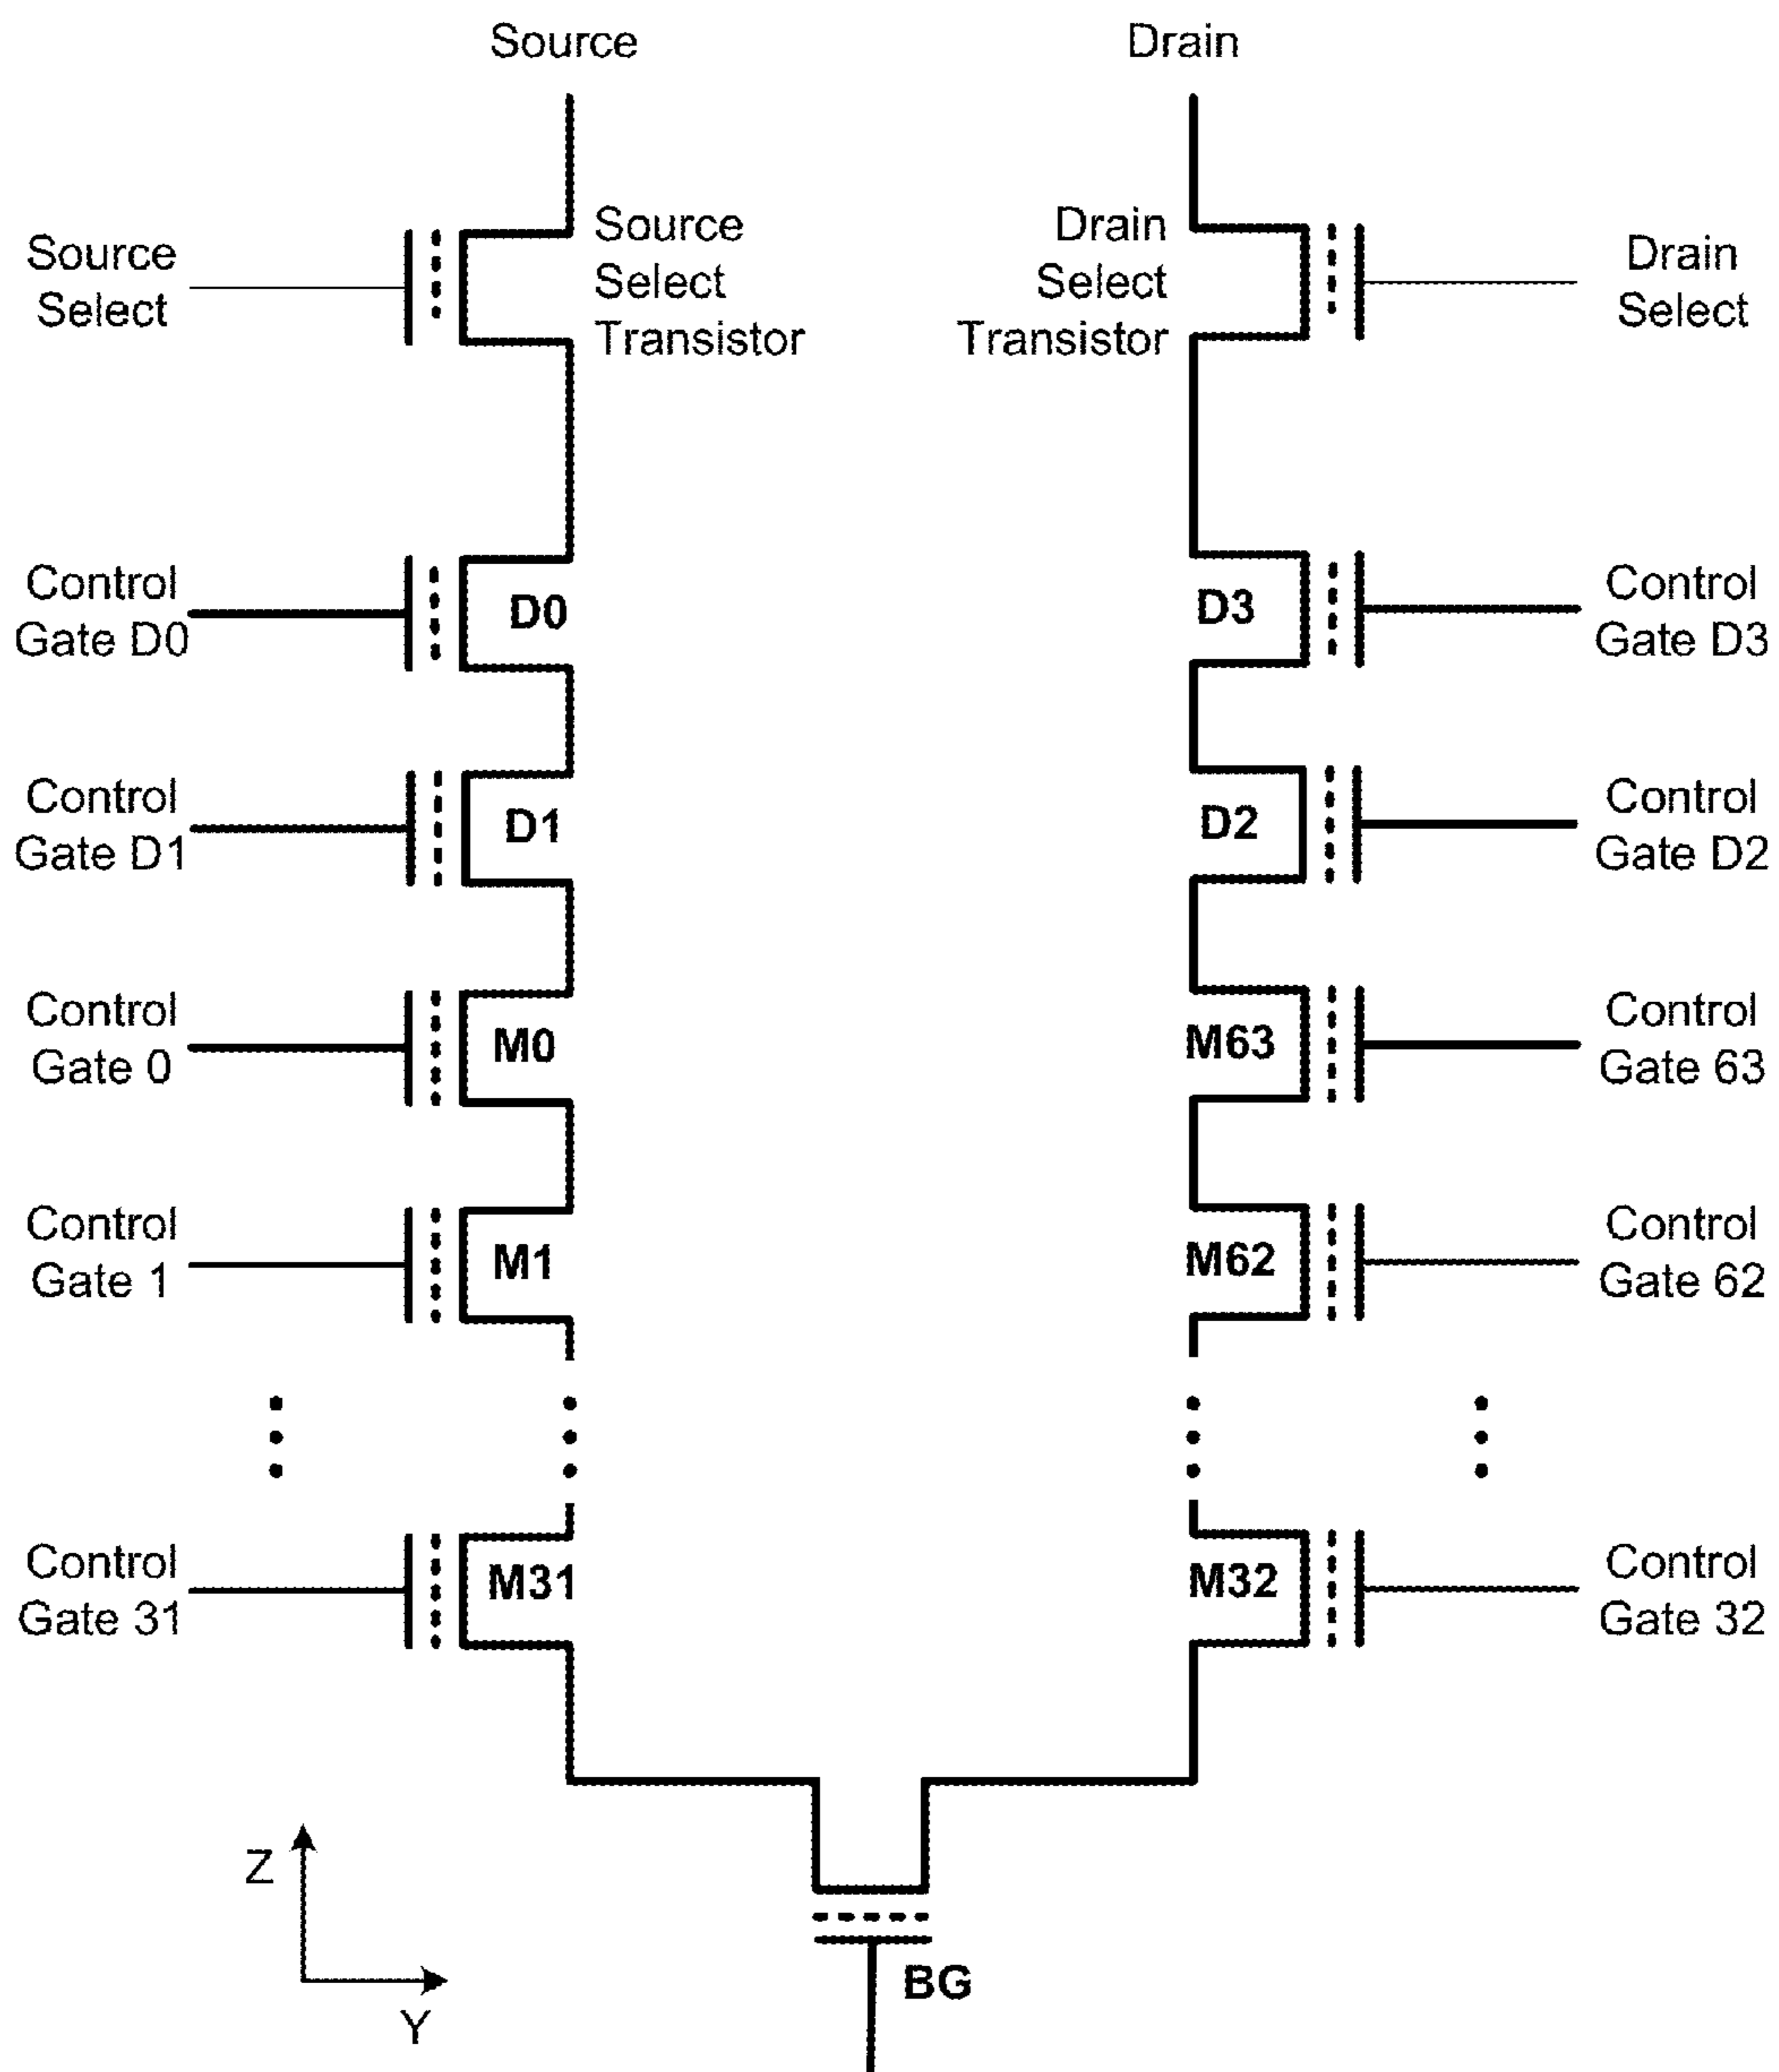 Source
Drain
Source
Select
Source
Select
Transistor
Drain
Select
Transistor
Drain
Select
Control
Gate D0
D0
D3
Control
Gate D3
Control
Gate D1
D1
D2
Control
Gate D2
Control
Gate 0
M0
M63
Control
Gate 63
Control
Gate 1
M1
M62
Control
Gate 62
Control
Gate 31
M31
M32
Control
Gate 32
Z
Y
BG